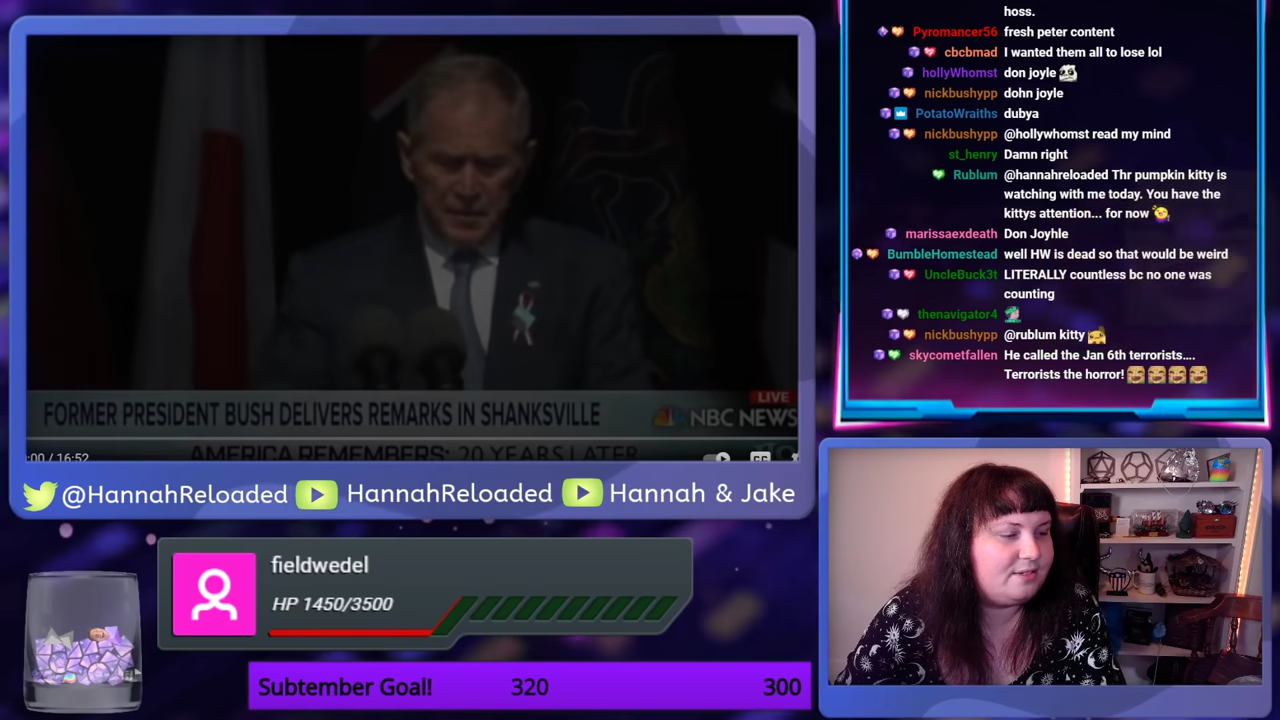 FORMER PRESIDENT BUSH DELIVERS REMARKS IN SHANKSVILLE
LIVE
NBC NEWS
AMERICA REMEMBERS: 20 YEARS LATER
:00 / 16:52
CC
@HannahReloaded
HannahReloaded
Hannah & Jake
fieldwedel
HP 1450/3500
Subtember Goal! 320 300
hoss.
Pyromancer56 fresh peter content
cbcbmad I wanted them all to lose lol
hollyWhomst don joyle
nickbushypp dohn joyle
PotatoWraiths dubya
nickbushypp @hollywhomst read my mind
st_henry Damn right
Rublum @hannahreloaded Thr pumpkin kitty is
watching with me today. You have the
kittys attention... for now
marissaexdeath Don Joyhle
BumbleHomestead well HW is dead so that would be weird
UncleBuck3t LITERALLY countless bc no one was
counting
thenavigator4
nickbushypp @rublum kitty
skycometfallen He called the Jan 6th terrorists....
Terrorists the horror!